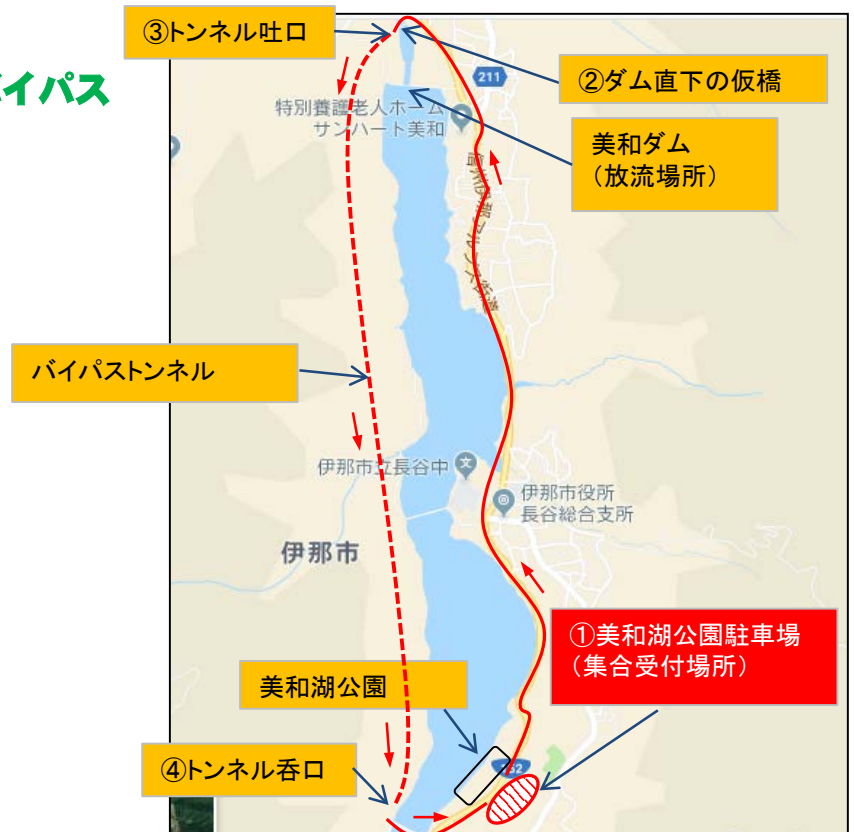 ③トンネル吐口
イパス
211
②ダム直下の仮橋
特別養護老人ホーム
サンハート美和
美和ダム
（放流場所）
バイパストンネル
伊那市立長谷中
文
伊那市役所
長谷総合支所
伊那市
①美和湖公園駐車場
（集合受付場所）
美和湖公園
④トンネル呑口